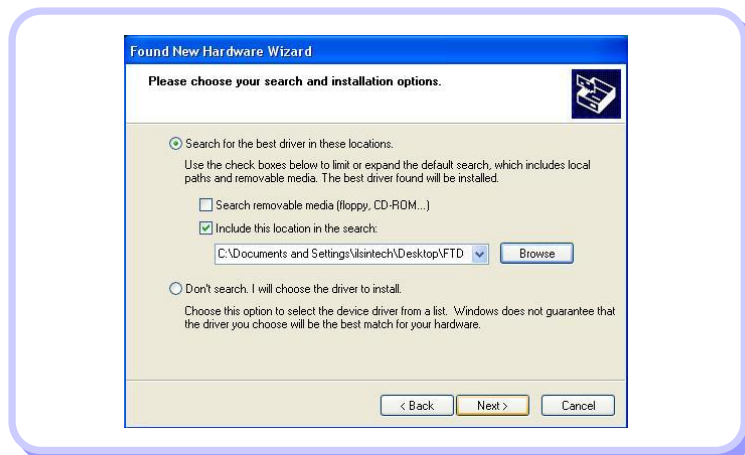 Found New Hardware Wizard
Please choose your search and installation options.
Search for the best driver in these locations.
Use the check boxes below to limit or expand the default search, which includes local
paths and removable media. The best driver found will be installed.
Search removable media (floppy, CD-ROM...)
Include this location in the search:
C:\Documents and Settings\ilsintech\Desktop\FTD
Browse
Don't search. I will choose the driver to install.
Choose this option to select the device driver from a list. Windows does not guarantee that
the driver you choose will be the best match for your hardware.
< Back Next > Cancel